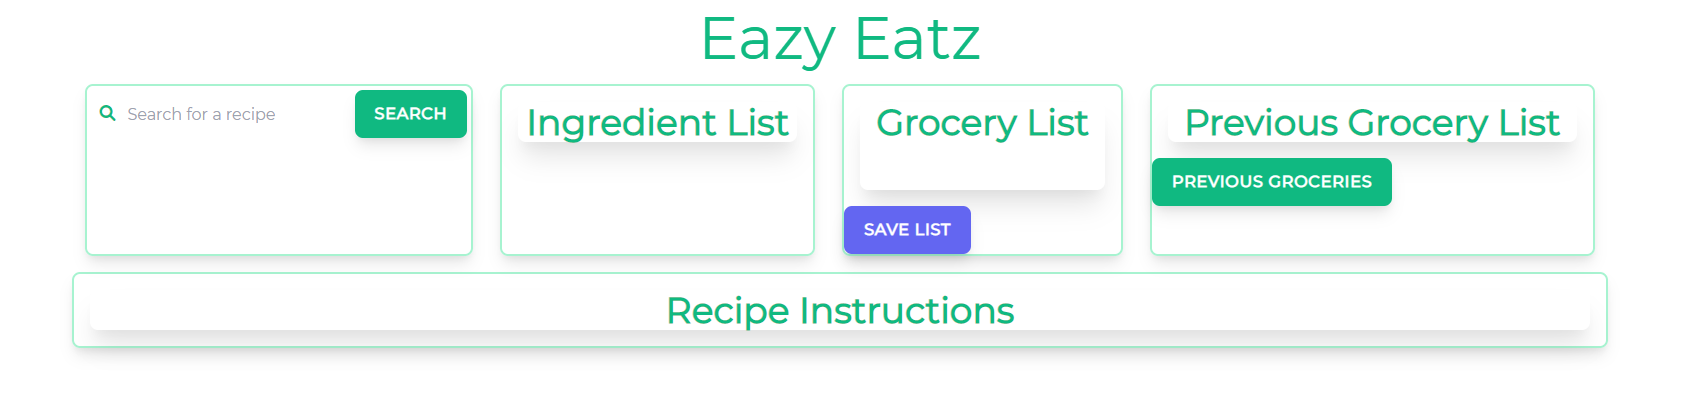 Eazy Eatz
Search for a recipe
SEARCH
Ingredient List
Grocery List
SAVE LIST
Previous Grocery List
PREVIOUS GROCERIES
Recipe Instructions